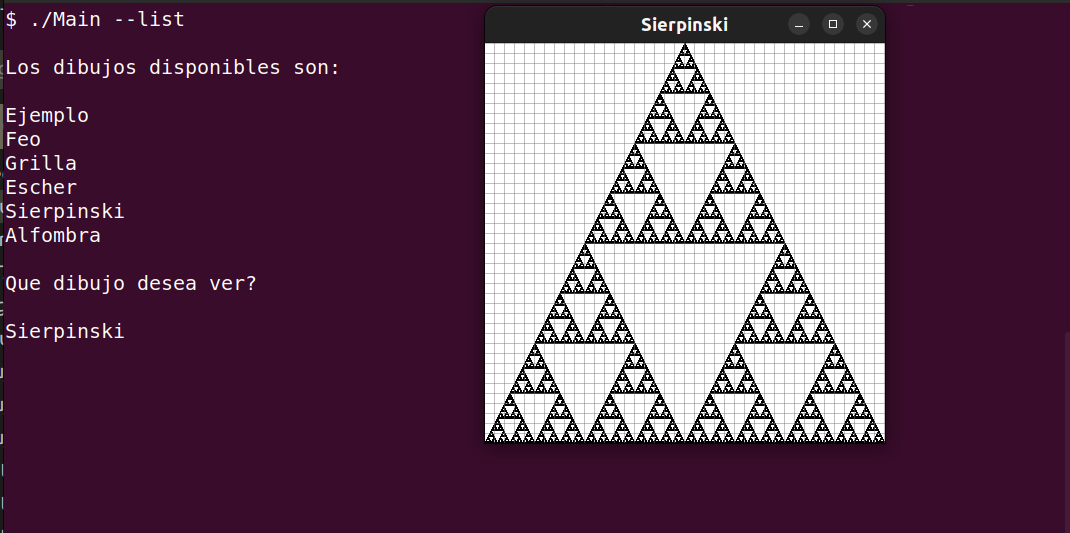 $ ./Main --list
Los dibujos disponibles son:
Ejemplo
Feo
Grilla
Escher
Sierpinski
Alfombra
Que dibujo desea ver?
Sierpinski
Sierpinski